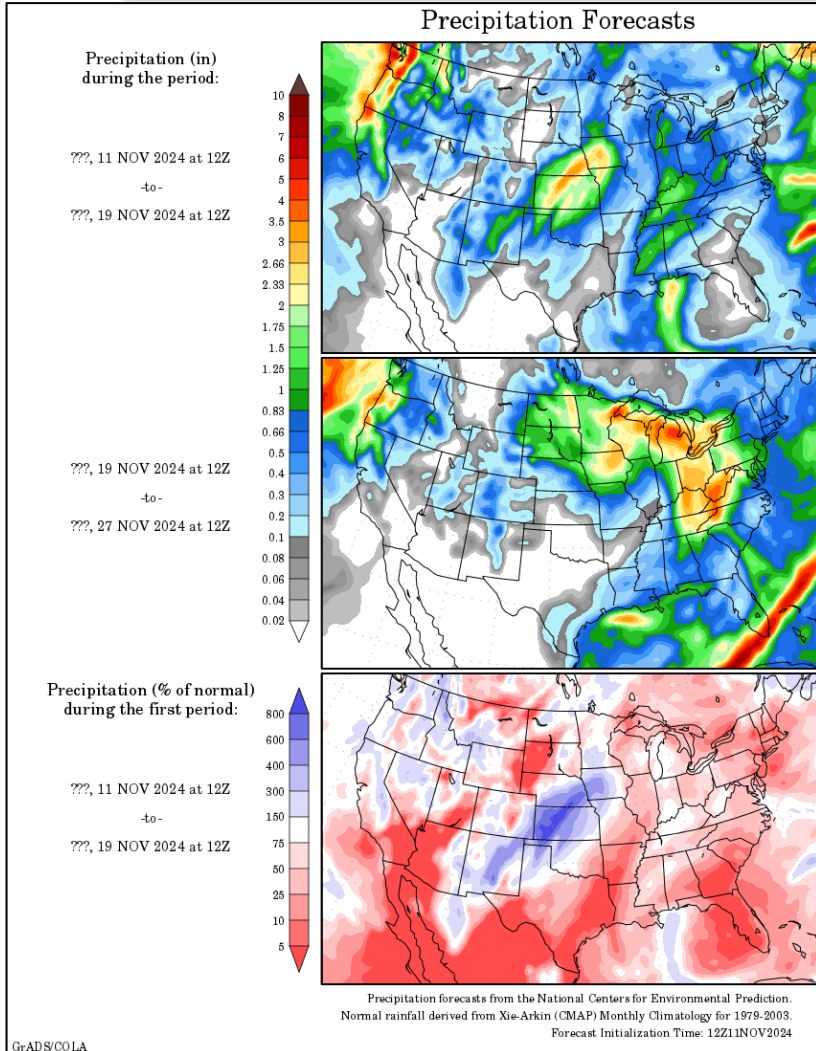 Precipitation Forecasts
Precipitation (in)
during the period:
???, 11 NOV 2024 at 12Z
-to-
???, 19 NOV 2024 at 12Z
10
8
7
6
5
4
3.5
3
2.66
2.33
2
1.75
1.5
1.25
1
0.83
0.66
0.5
0.4
0.3
0.2
0.1
0.08
0.06
0.04
0.02
???, 19 NOV 2024 at 12Z
-to-
???, 27 NOV 2024 at 12Z
Precipitation (% of normal)
during the first period:
???, 11 NOV 2024 at 12Z
-to-
???, 19 NOV 2024 at 12Z
800
600
400
300
150
75
50
25
10
5
Precipitation forecasts from the National Centers for Environmental Prediction.
Normal rainfall derived from Xie-Arkin (CMAP) Monthly Climatology for 1979-2003.
Forecast Initialization Time: 12Z11NOV2024
GrADS/COLA